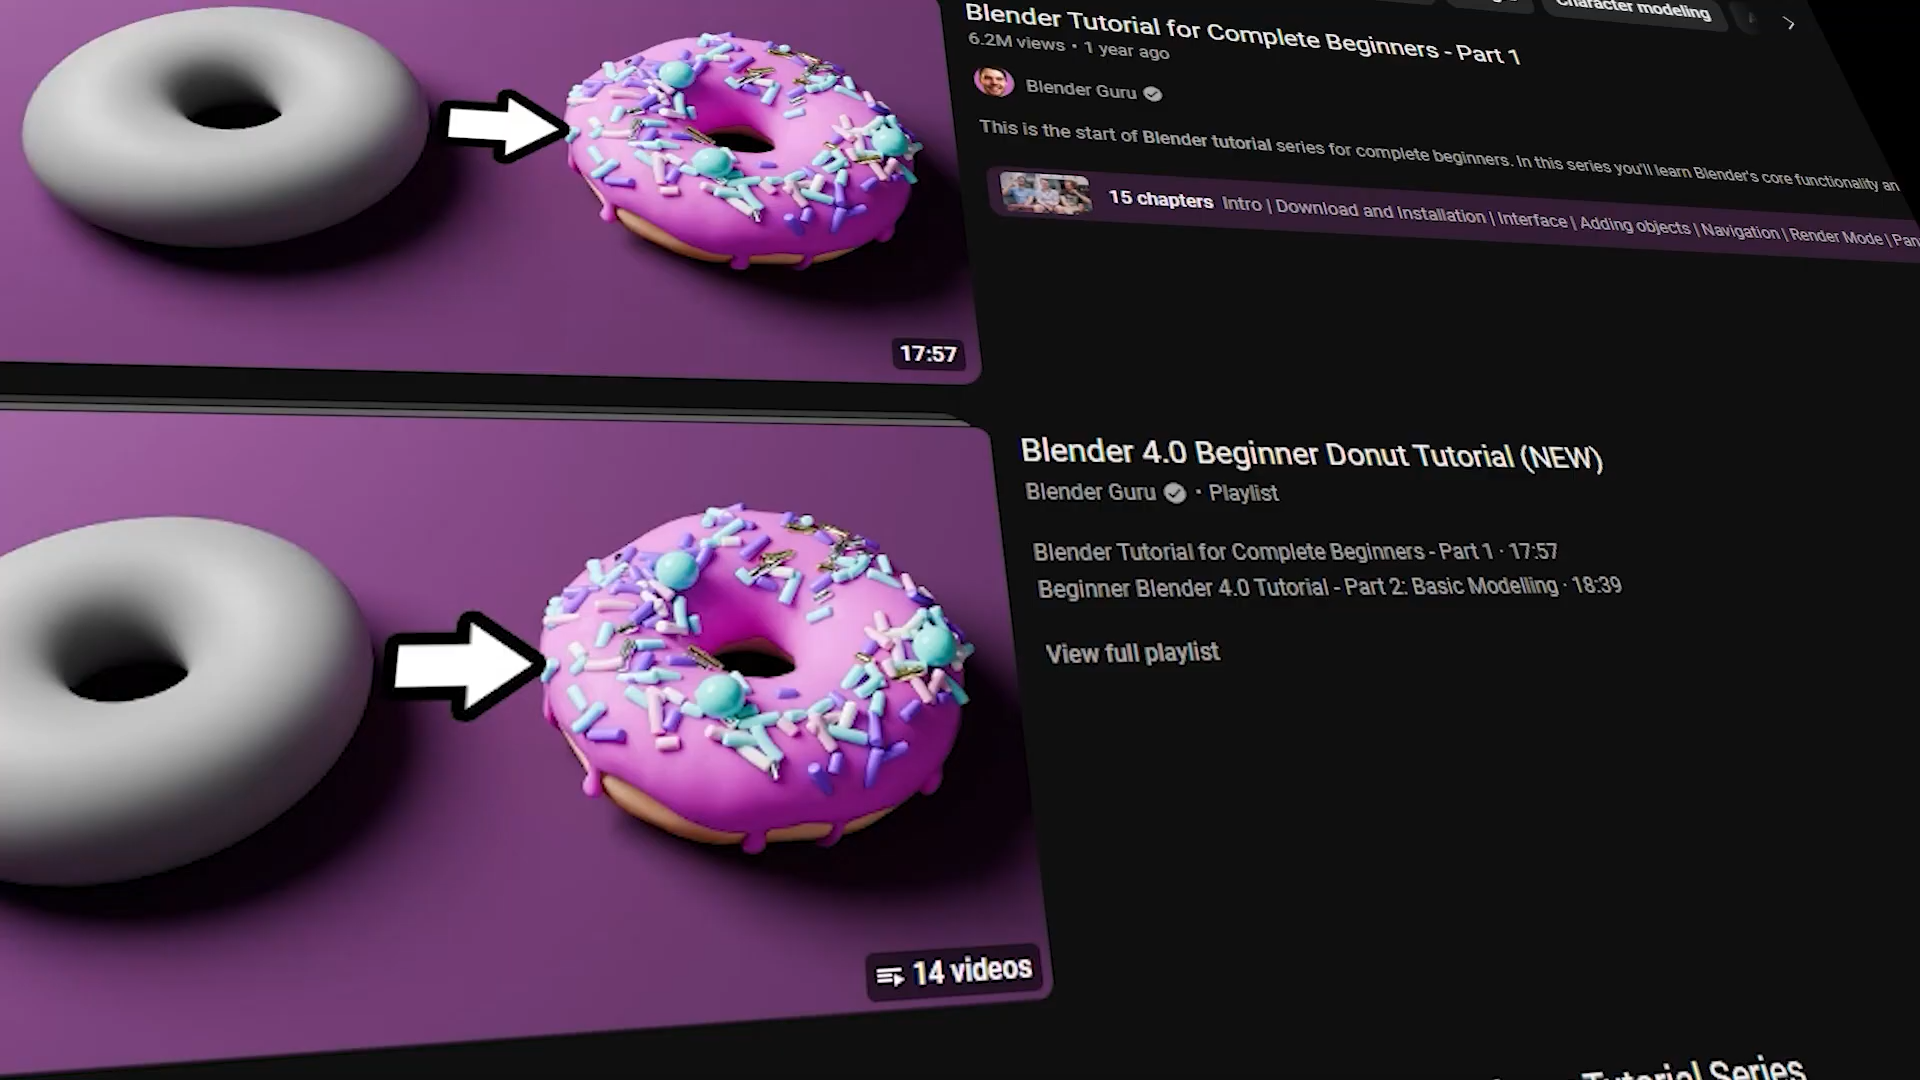 Character modeling
Blender Tutorial for Complete Beginners - Part 1
6.2M views • 1 year ago
Blender Guru
This is the start of Blender tutorial series for complete beginners. In this series you'll learn Blender's core functionality an
15 chapters Intro | Download and Installation | Interface | Adding objects | Navigation | Render Mode | Pan
17:57
Blender 4.0 Beginner Donut Tutorial (NEW)
Blender Guru • Playlist
Blender Tutorial for Complete Beginners - Part 1 · 17:57
Beginner Blender 4.0 Tutorial - Part 2: Basic Modelling · 18:39
View full playlist
14 videos
Tutorial Series